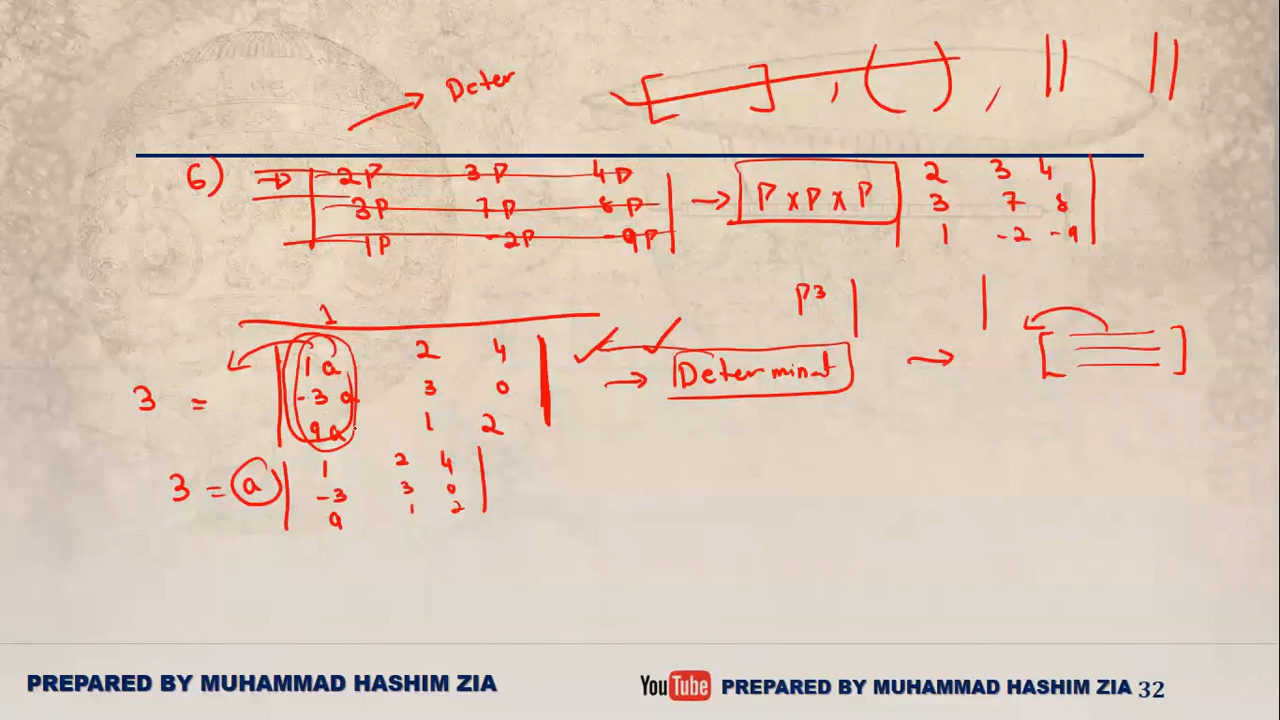 → Deter
[ ] , ( ) , || ||
6) → | 2P 3P 4P | → P x P x P | 2 3 4 |
| 3P 7P 8P | | 3 7 8 |
| 1P -2P -9P | | 1 -2 -9 |
P3 | |
1
3 = | 1a 2 4 | → Determinat → [ ]
| -3a 3 0 |
| 9a 1 2 |
3 = a | 1 2 4 |
| -3 3 0 |
| 9 1 2 |
PREPARED BY MUHAMMAD HASHIM ZIA
YouTube PREPARED BY MUHAMMAD HASHIM ZIA 32